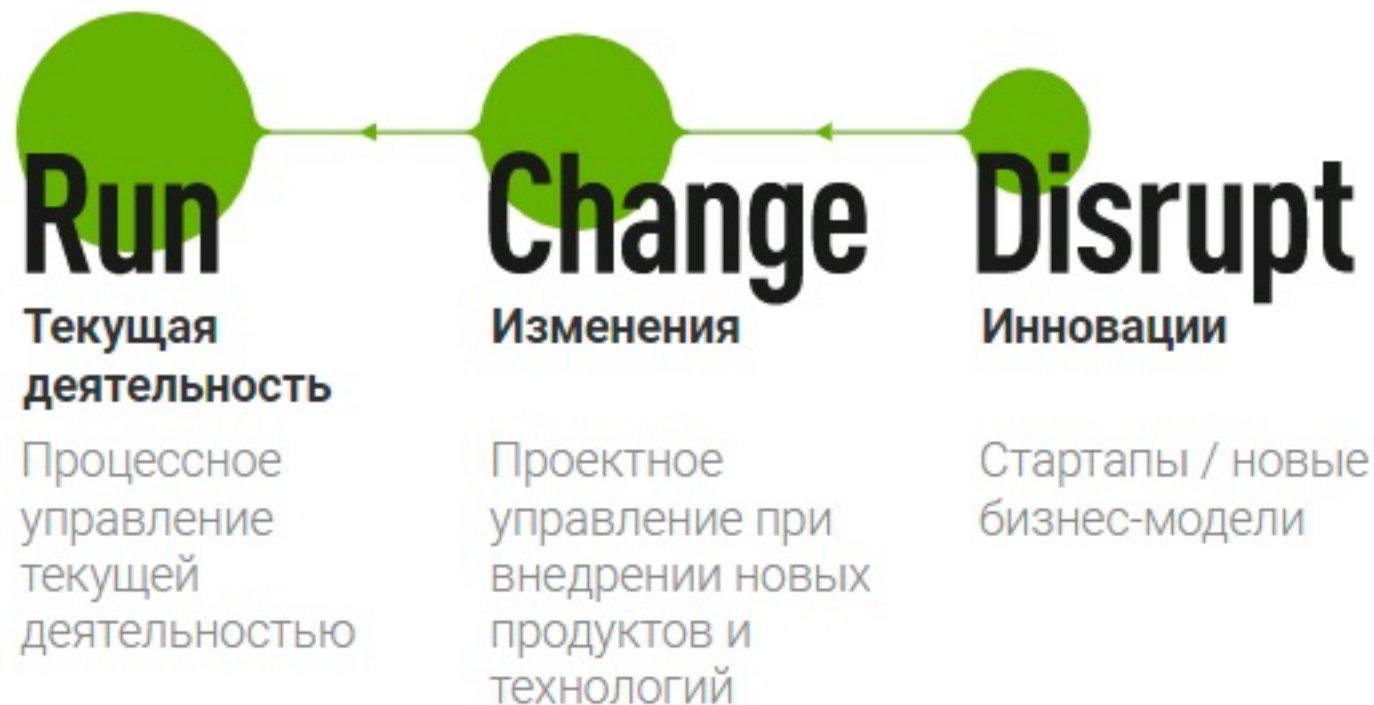 Run
Текущая
деятельность
Процессное
управление
текущей
деятельностью
Change
Изменения
Проектное
управление при
внедрении новых
продуктов и
технологий
Disrupt
Инновации
Стартапы / новые
бизнес-модели